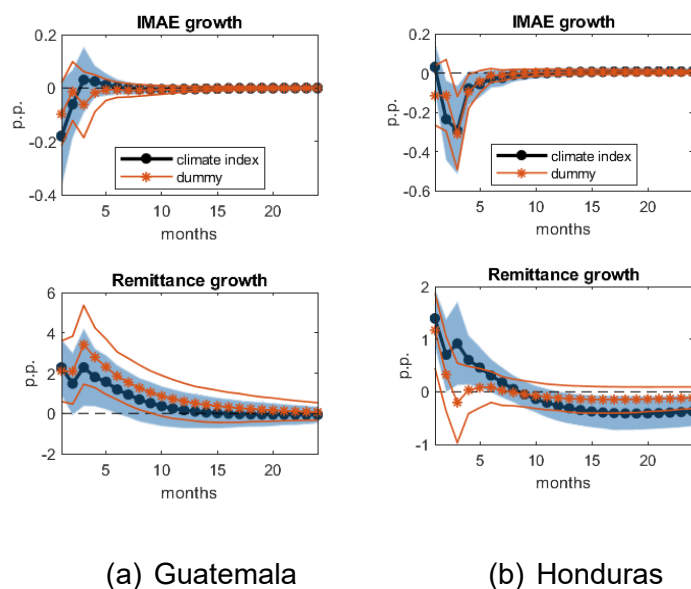 IMAE growth
0.2
0
-0.2
-0.4
p.p.
climate index
dummy
5
10
15
20
months
IMAE growth
0.2
0
-0.2
-0.4
-0.6
p.p.
climate index
dummy
5
10
15
20
months
Remittance growth
6
4
2
0
-2
p.p.
5
10
15
20
months
Remittance growth
2
1
0
-1
p.p.
5
10
15
20
months
(a) Guatemala
(b) Honduras